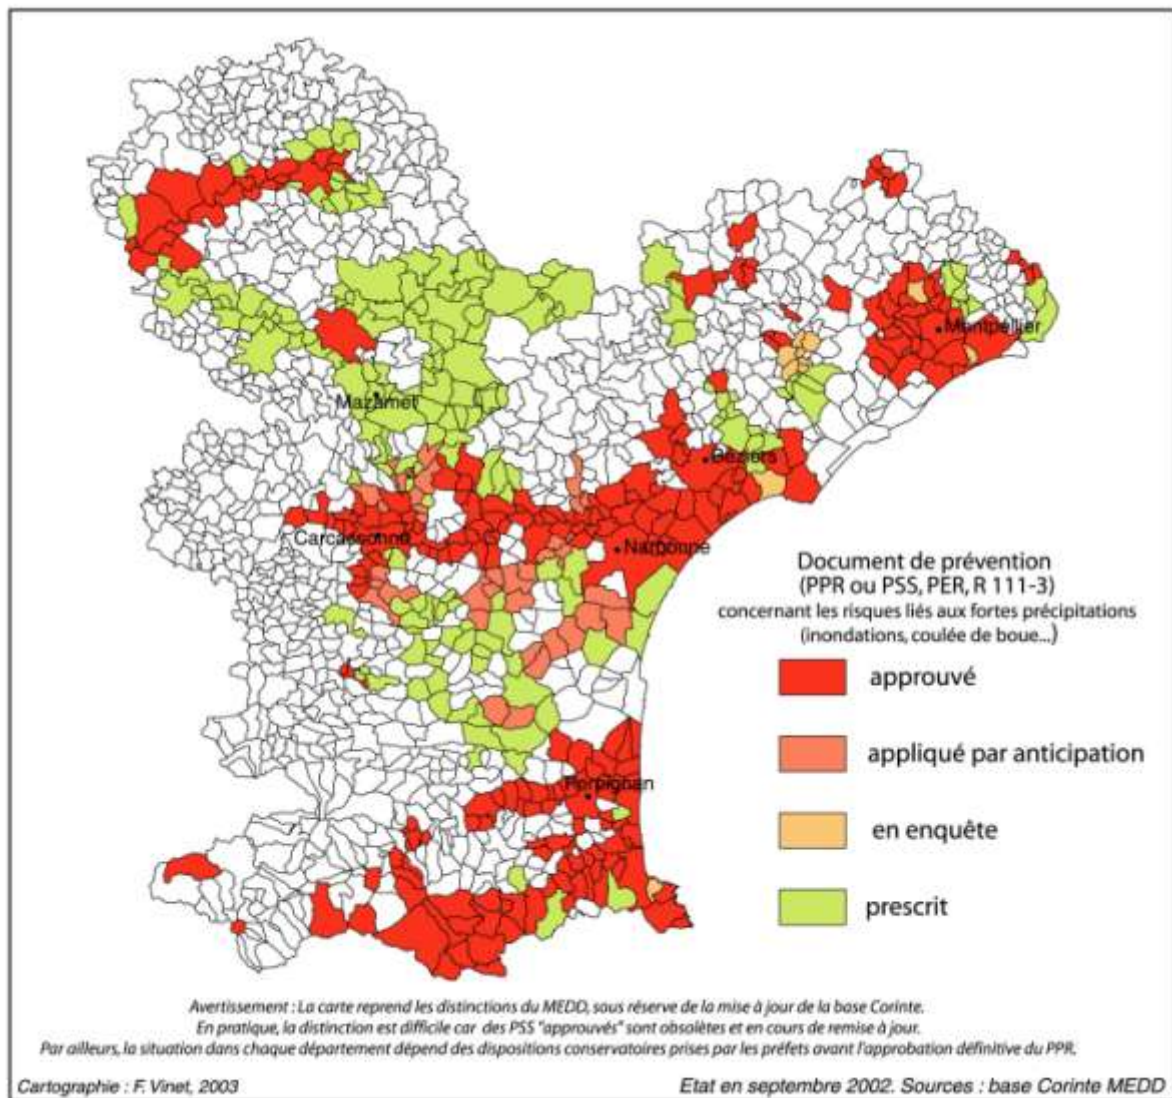 Montpellier
Mazamet
Béziers
Carcassonne
Narbonne
Document de prévention
(PPR ou PSS, PER, R 111-3)
concernant les risques liés aux fortes précipitations
(inondations, coulée de boue...)
approuvé
appliqué par anticipation
Perpignan
en enquête
prescrit
Avertissement : La carte reprend les distinctions du MEDD, sous réserve de la mise à jour de la base Corinte.
En pratique, la distinction est difficile car des PSS "approuvés" sont obsolètes et en cours de remise à jour.
Par ailleurs, la situation dans chaque département dépend des dispositions conservatoires prises par les préfets avant l'approbation définitive du PPR.
Cartographie : F. Vinet, 2003
Etat en septembre 2002. Sources : base Corinte MEDD